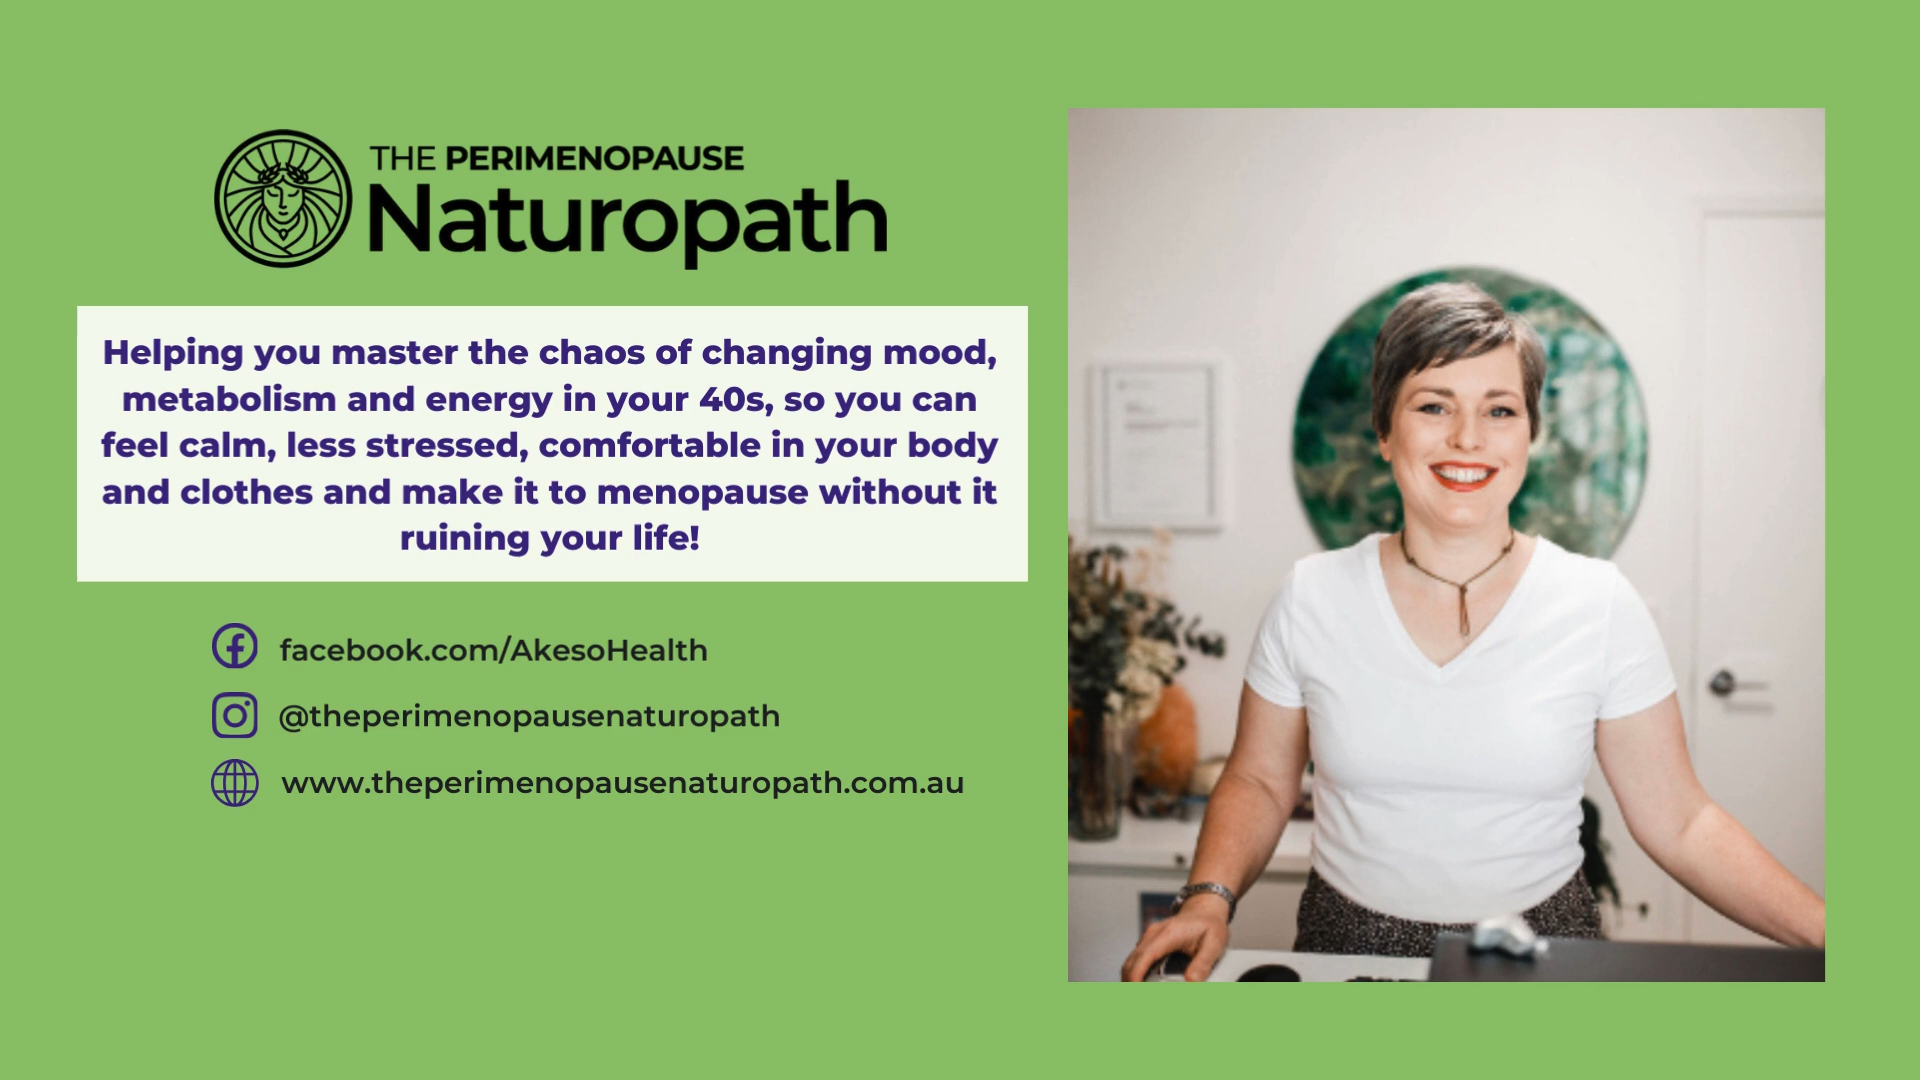 THE PERIMENOPAUSE
Naturopath
Helping you master the chaos of changing mood,
metabolism and energy in your 40s, so you can
feel calm, less stressed, comfortable in your body
and clothes and make it to menopause without it
ruining your life!
facebook.com/AkesoHealth
@theperimenopausenaturopath
www.theperimenopausenaturopath.com.au